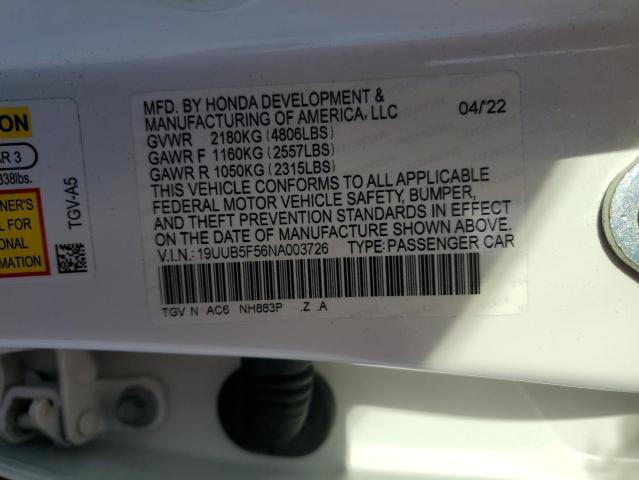 MFD. BY HONDA DEVELOPMENT &
MANUFACTURING OF AMERICA, LLC 04/'22
GVWR 2180KG (4806LBS)
GAWR F 1160KG (2557LBS)
GAWR R 1050KG (2315LBS)
THIS VEHICLE CONFORMS TO ALL APPLICABLE
FEDERAL MOTOR VEHICLE SAFETY, BUMPER,
AND THEFT PREVENTION STANDARDS IN EFFECT
ON THE DATE OF MANUFACTURE SHOWN ABOVE.
V.I.N.: 19UUB5F56NA003726 TYPE: PASSENGER CAR
TGV N AC6 NH883P .Z .A
TGV-A5
ON
AR 3
838lbs.
NER'S
L FOR
ONAL
MATION